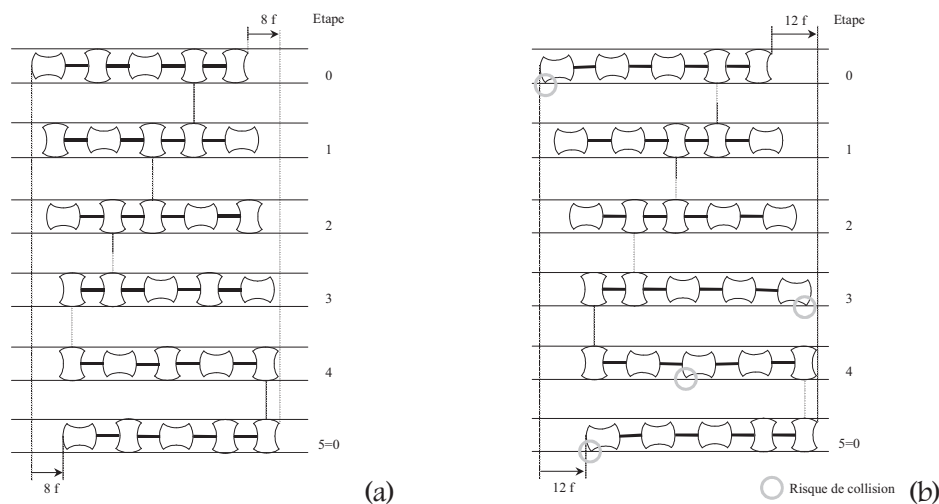 8 f
Etape
0
1
2
3
4
5=0
8 f
(a)
12 f
Etape
0
1
2
3
4
5=0
12 f
Risque de collision
(b)